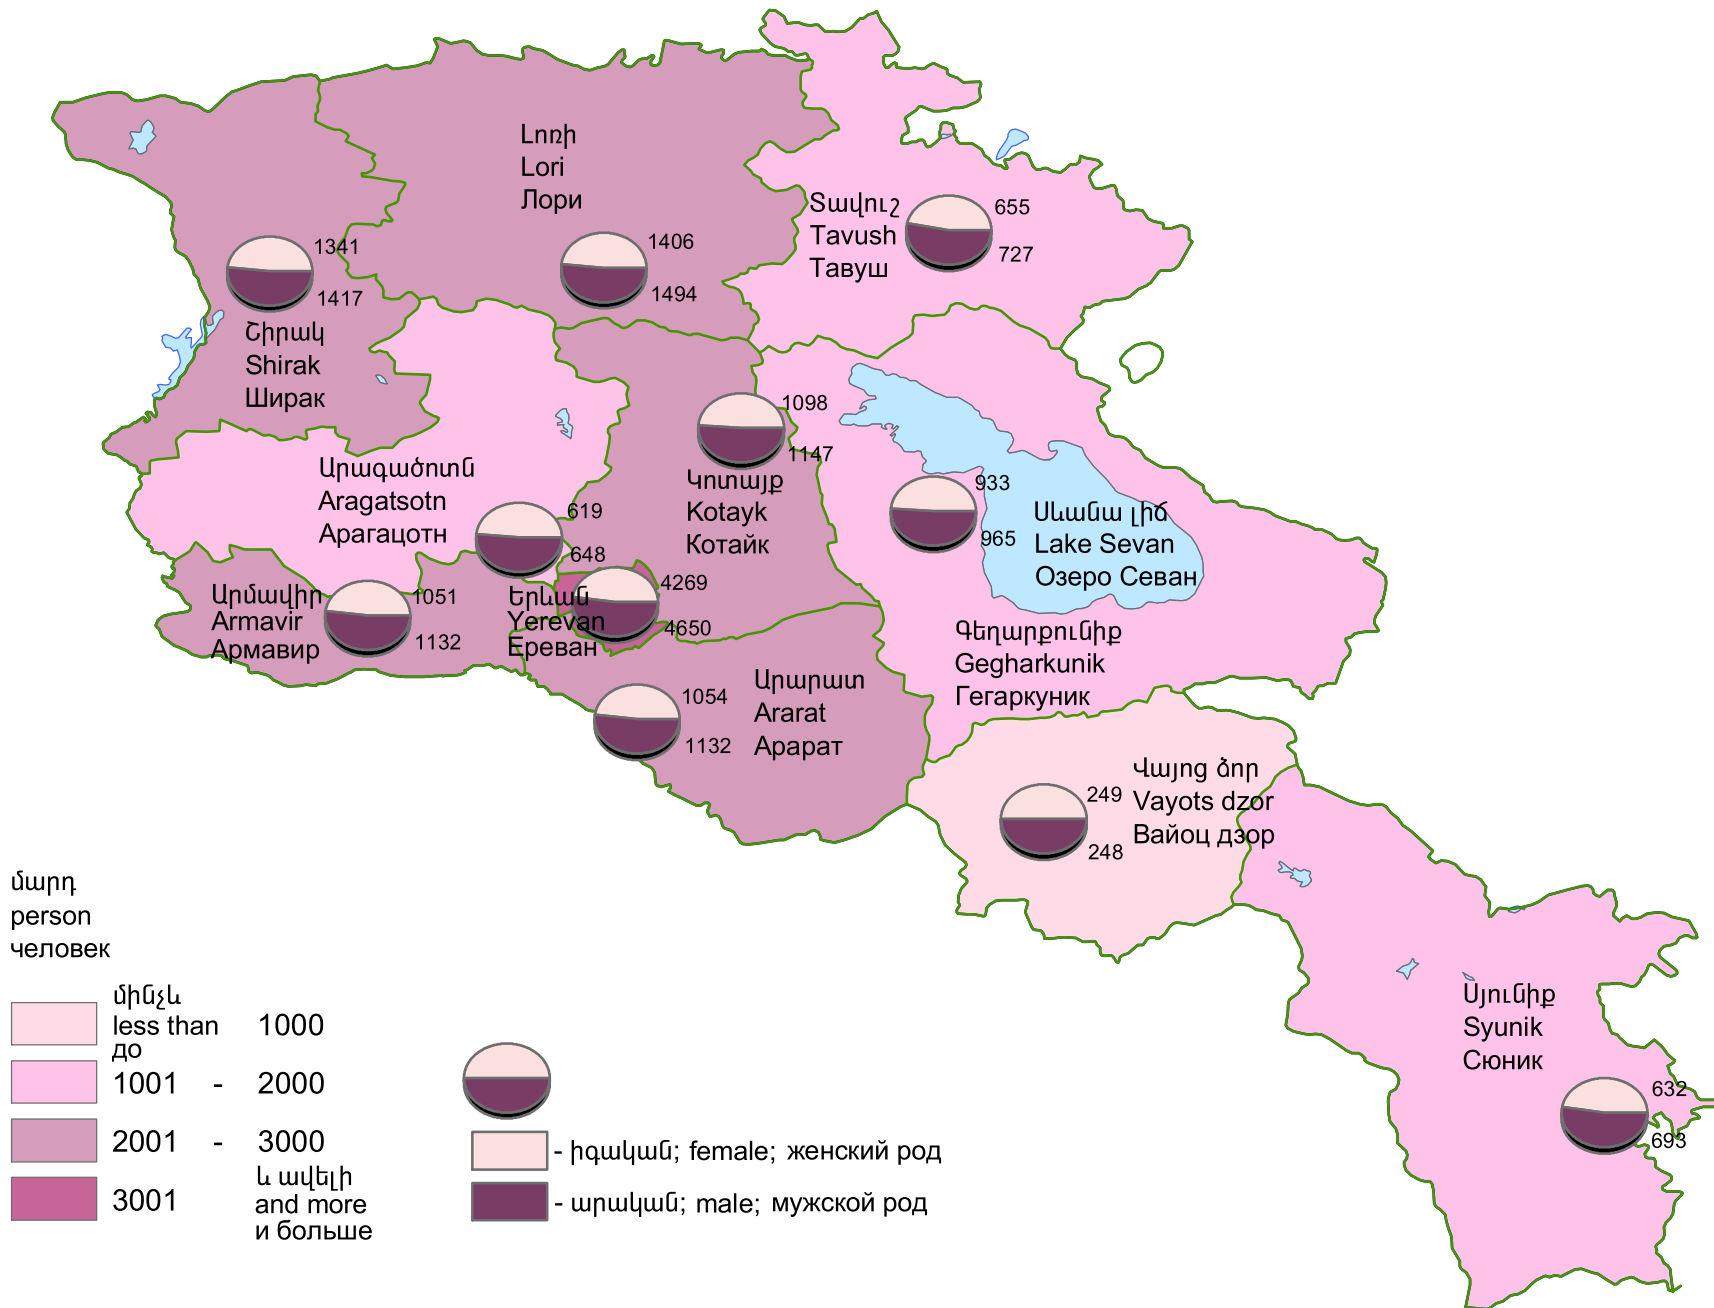 Լոռի
Lori
Лори
Տավուշ
Tavush
Тавуш
655
727
1341
1417
Շիրակ
Shirak
Ширак
1406
1494
1098
1147
Կոտայք
Kotayk
Котайк
Արագածոտն
Aragatsotn
Арагацотн
619
648
933
965
Սևանա լիճ
Lake Sevan
Озеро Севан
Արմավիր
Armavir
Армавир
1051
1132
Երևան
Yerevan
Ереван
4269
4650
Գեղարքունիք
Gegharkunik
Гегаркуник
1054
1132
Արարատ
Ararat
Арарат
249
248
Վայոց ձոր
Vayots dzor
Вайоц дзор
Սյունիք
Syunik
Сюник
632
693
մարդ
person
человек
մինչև
less than 1000
до
1001 - 2000
2001 - 3000
3001 և ավելի
and more
и больше
- իգական; female; женский род
- արական; male; мужской род